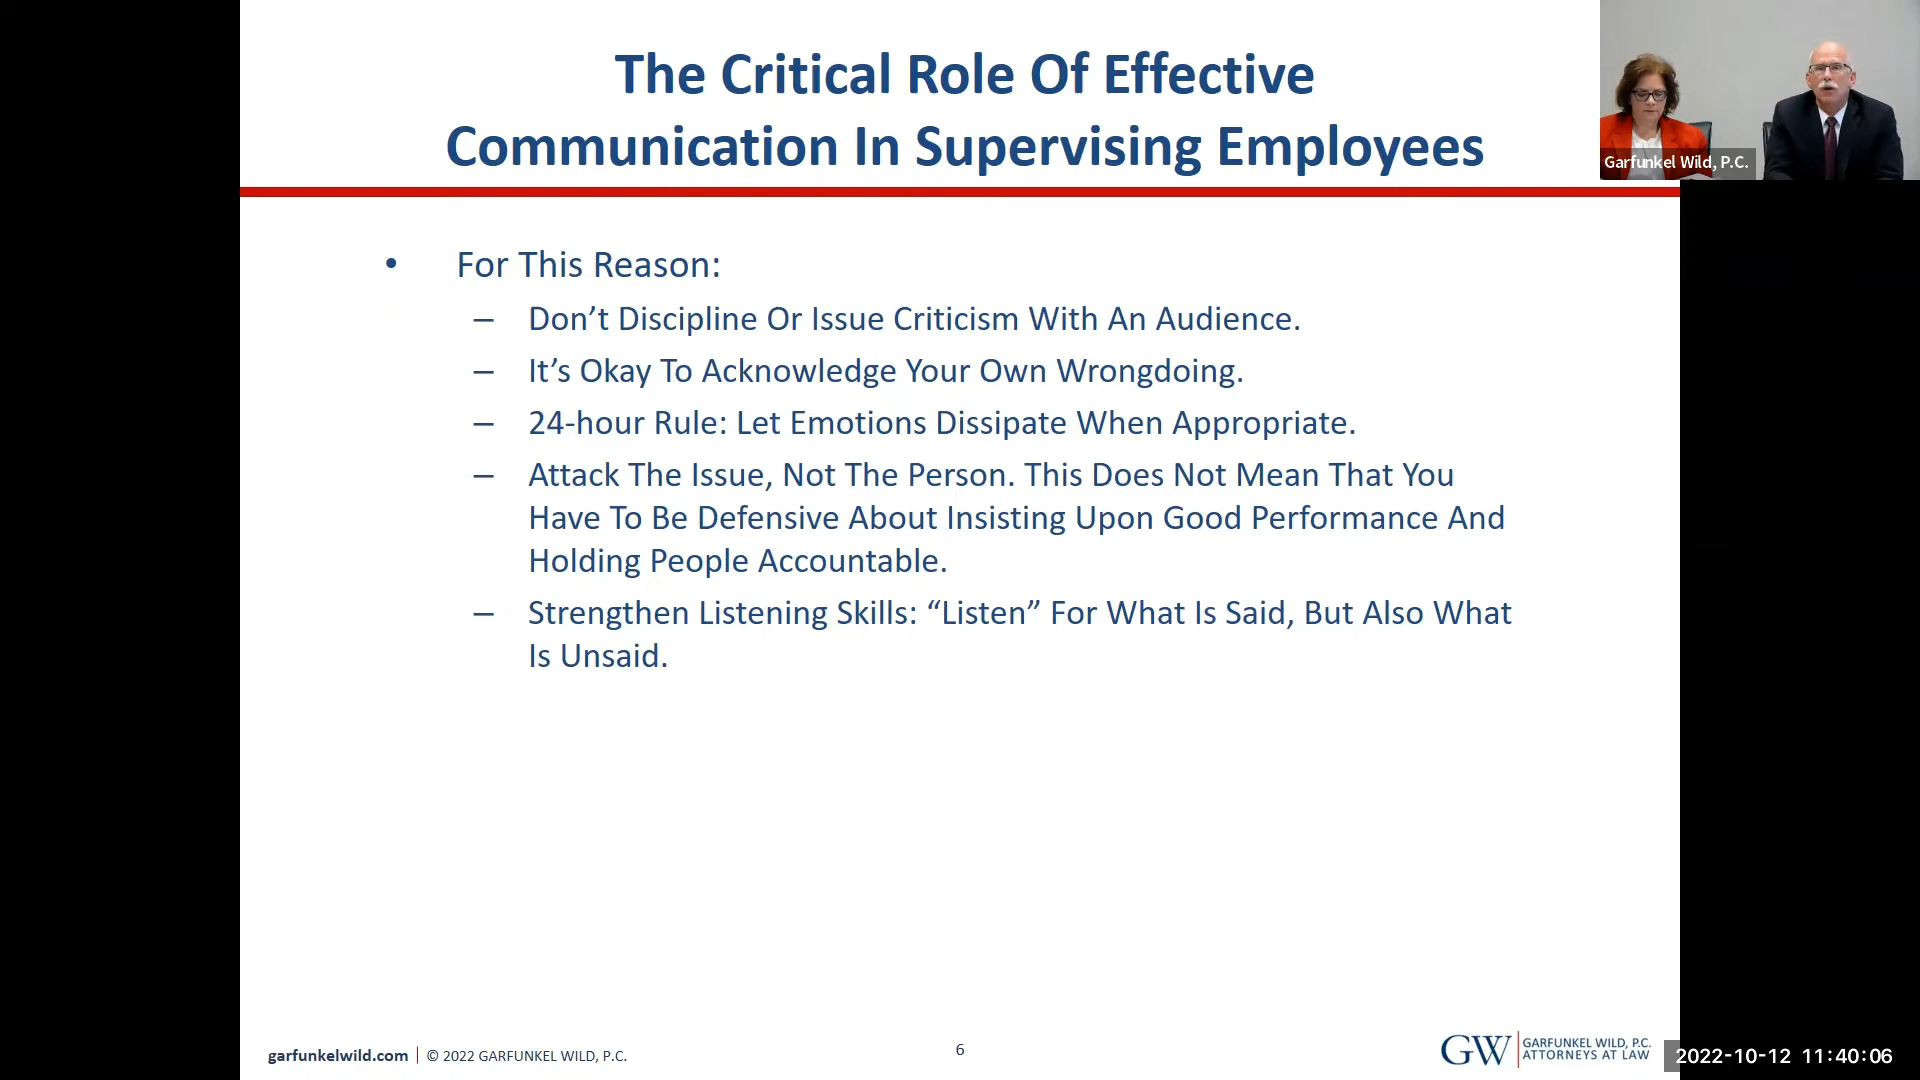 The Critical Role Of Effective
Communication In Supervising Employees
Garfunkel Wild, P.C.
• For This Reason:
– Don’t Discipline Or Issue Criticism With An Audience.
– It’s Okay To Acknowledge Your Own Wrongdoing.
– 24-hour Rule: Let Emotions Dissipate When Appropriate.
– Attack The Issue, Not The Person. This Does Not Mean That You
Have To Be Defensive About Insisting Upon Good Performance And
Holding People Accountable.
– Strengthen Listening Skills: “Listen” For What Is Said, But Also What
Is Unsaid.
garfunkelwild.com | © 2022 GARFUNKEL WILD, P.C.
6
GW
GARFUNKEL WILD, P.C.
ATTORNEYS AT LAW
2022-10-12 11:40:06